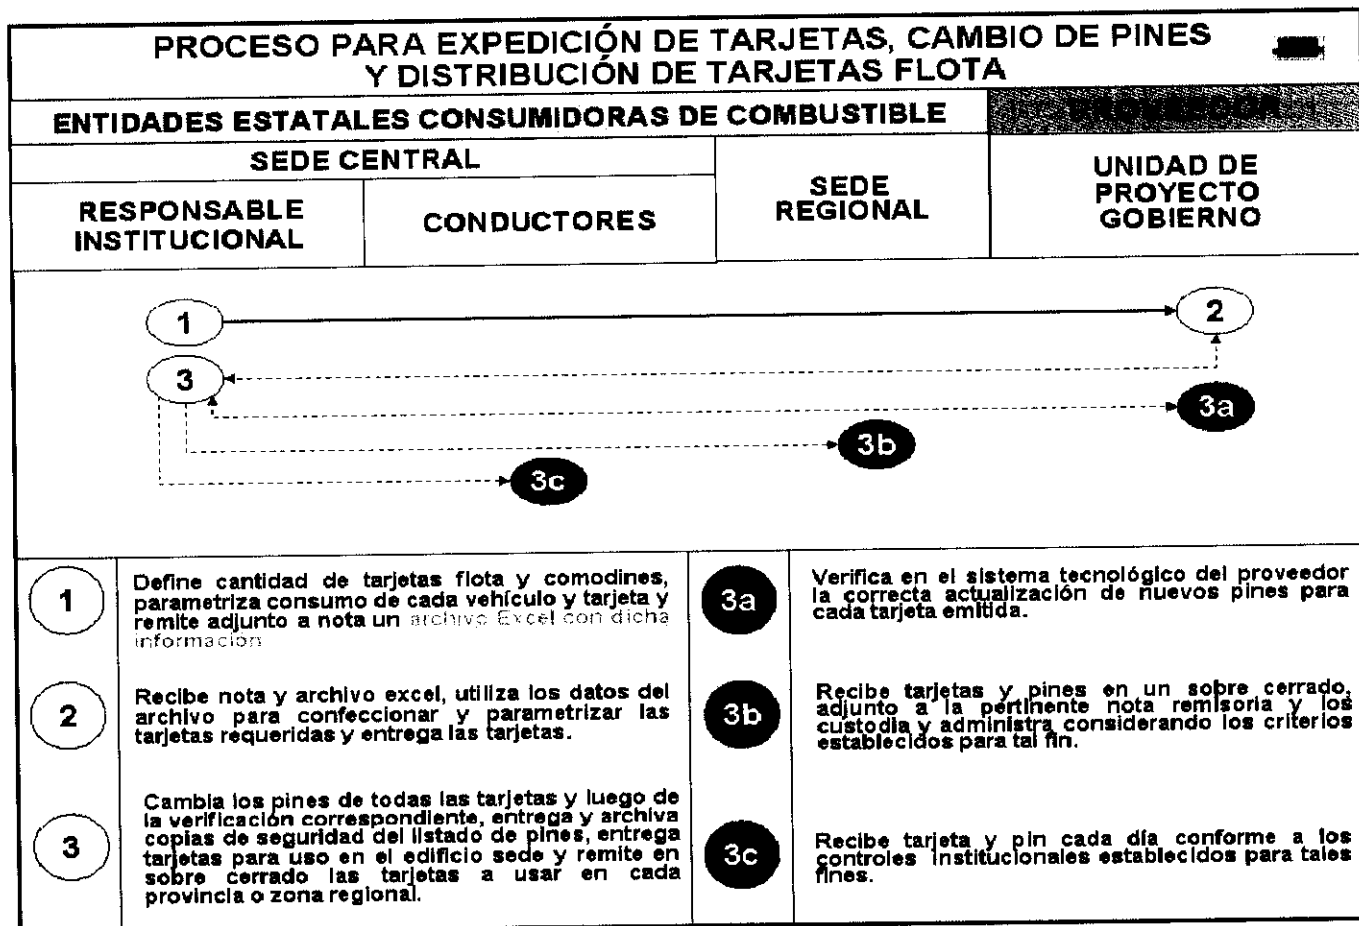 PROCESO PARA EXPEDICIÓN DE TARJETAS, CAMBIO DE PINES
Y DISTRIBUCIÓN DE TARJETAS FLOTA
ENTIDADES ESTATALES CONSUMIDORAS DE COMBUSTIBLE
PROVEEDOR
SEDE CENTRAL
SEDE
REGIONAL
UNIDAD DE
PROYECTO
GOBIERNO
RESPONSABLE
INSTITUCIONAL
CONDUCTORES
1
2
3
3a
3b
3c
1
Define cantidad de tarjetas flota y comodines,
parametriza consumo de cada vehículo y tarjeta y
remite adjunto a nota un archivo Excel con dicha
información
3a
Verifica en el sistema tecnológico del proveedor
la correcta actualización de nuevos pines para
cada tarjeta emitida.
2
Recibe nota y archivo excel, utiliza los datos del
archivo para confeccionar y parametrizar las
tarjetas requeridas y entrega las tarjetas.
3b
Recibe tarjetas y pines en un sobre cerrado,
adjunto a la pertinente nota remisoria y los
custodia y administra considerando los criterios
establecidos para tal fin.
3
Cambia los pines de todas las tarjetas y luego de
la verificación correspondiente, entrega y archiva
copias de seguridad del listado de pines, entrega
tarjetas para uso en el edificio sede y remite en
sobre cerrado las tarjetas a usar en cada
provincia o zona regional.
3c
Recibe tarjeta y pin cada día conforme a los
controles institucionales establecidos para tales
fines.